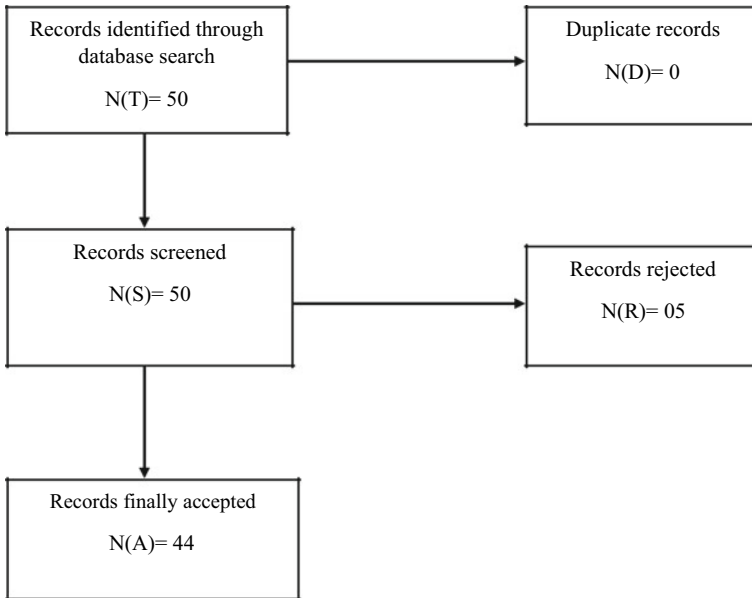 Records identified through
database search
N(T)= 50
Duplicate records
N(D)= 0
Records screened
N(S)= 50
Records rejected
N(R)= 05
Records finally accepted
N(A)= 44